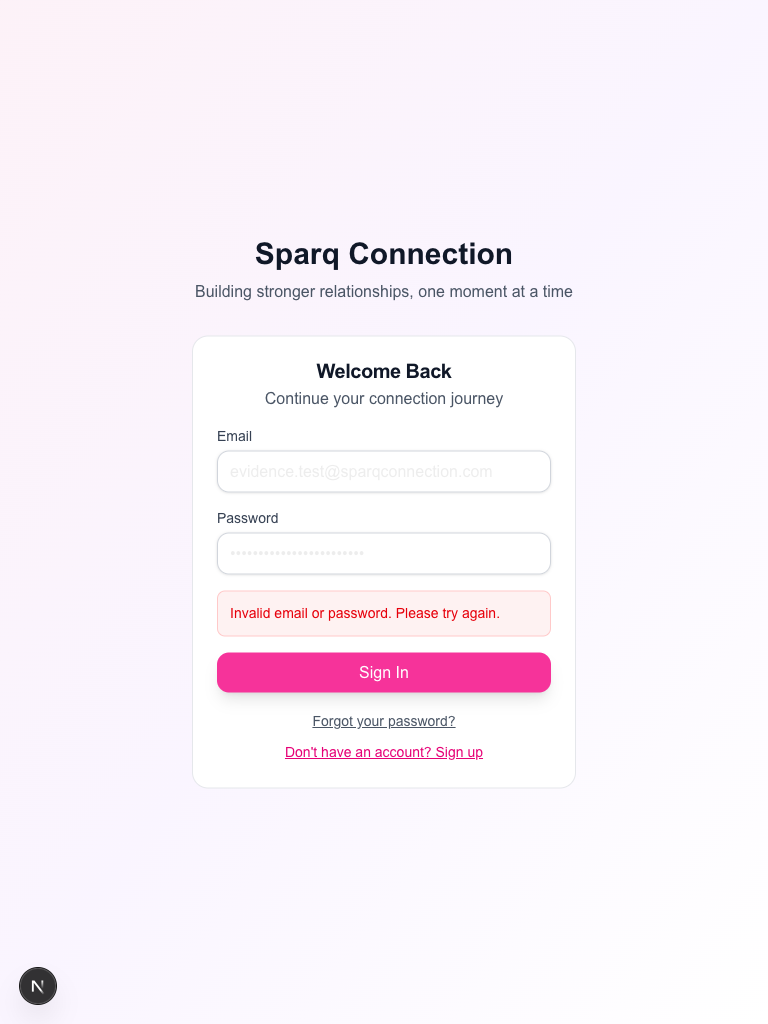 Sparq Connection
Building stronger relationships, one moment at a time
Welcome Back
Continue your connection journey
Email
evidence.test@sparqconnection.com
Password
••••••••••••••••••••••••
Invalid email or password. Please try again.
Sign In
Forgot your password?
Don't have an account? Sign up
N